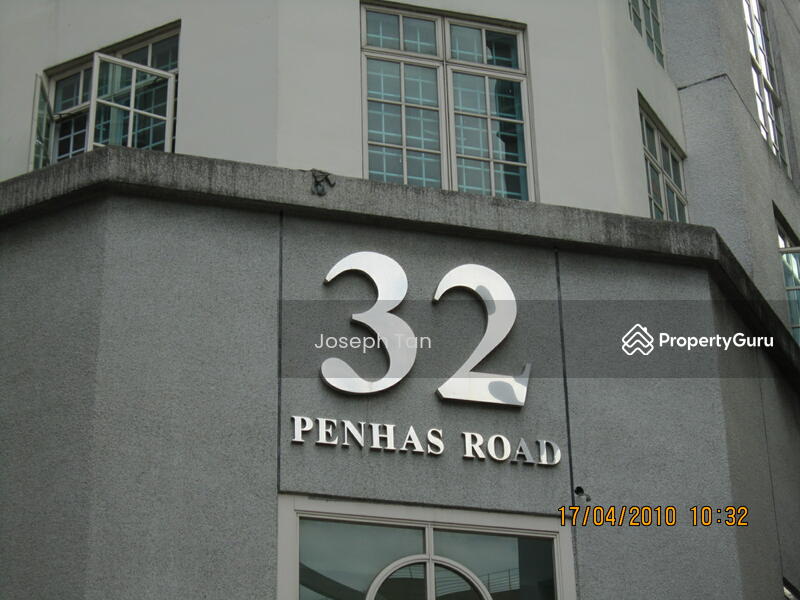 32
Joseph Tan
PropertyGuru
PENHAS ROAD
17/04/2010 10:32